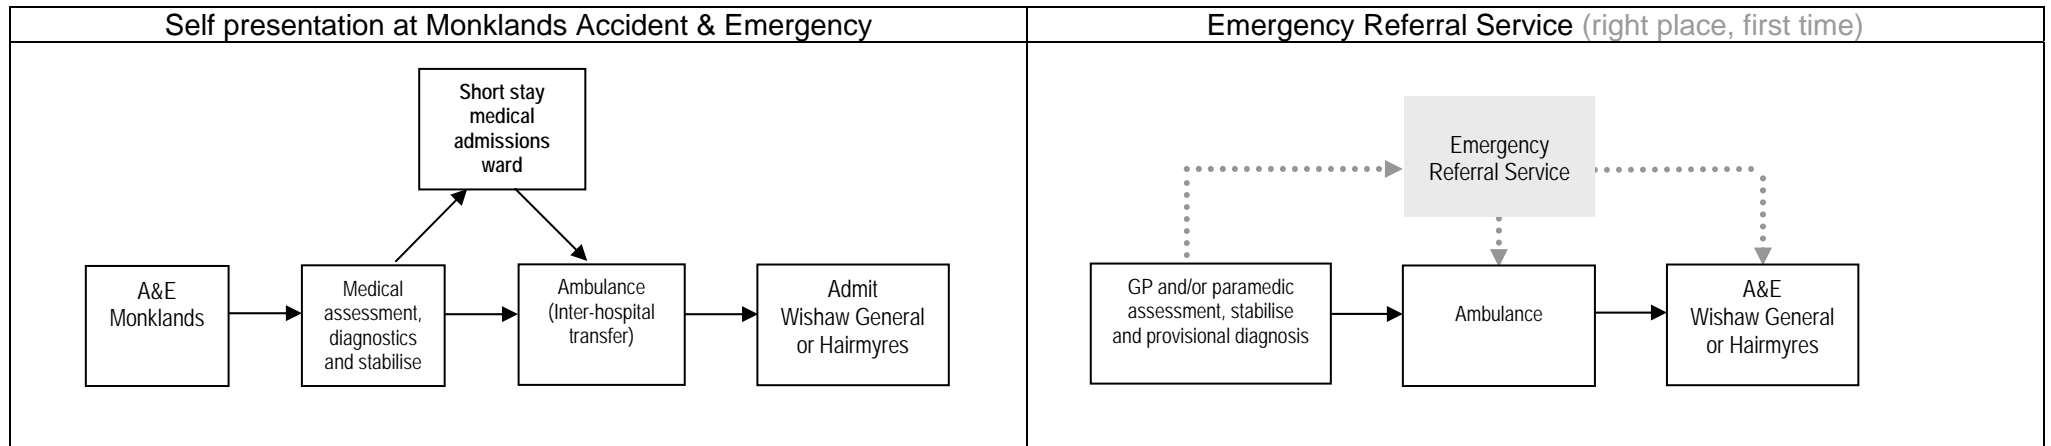 Self presentation at Monklands Accident & Emergency
Short stay
medical
admissions
ward
A&E
Monklands
Medical
assessment,
diagnostics
and stabilise
Ambulance
(Inter-hospital
transfer)
Admit
Wishaw General
or Hairmyres
Emergency Referral Service (right place, first time)
Emergency
Referral Service
GP and/or paramedic
assessment, stabilise
and provisional diagnosis
Ambulance
A&E
Wishaw General
or Hairmyres